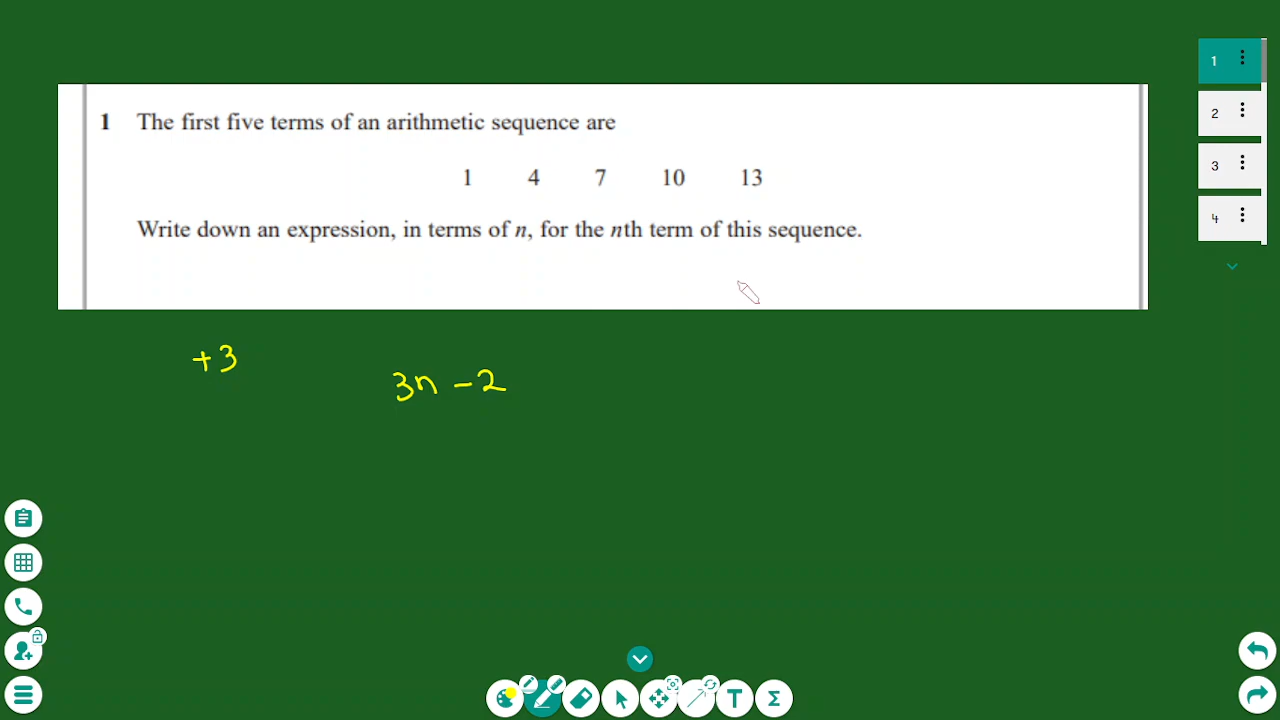 1 The first five terms of an arithmetic sequence are
1 4 7 10 13
Write down an expression, in terms of n, for the nth term of this sequence.
+3
3n -2
1
2
3
4
T
Σ